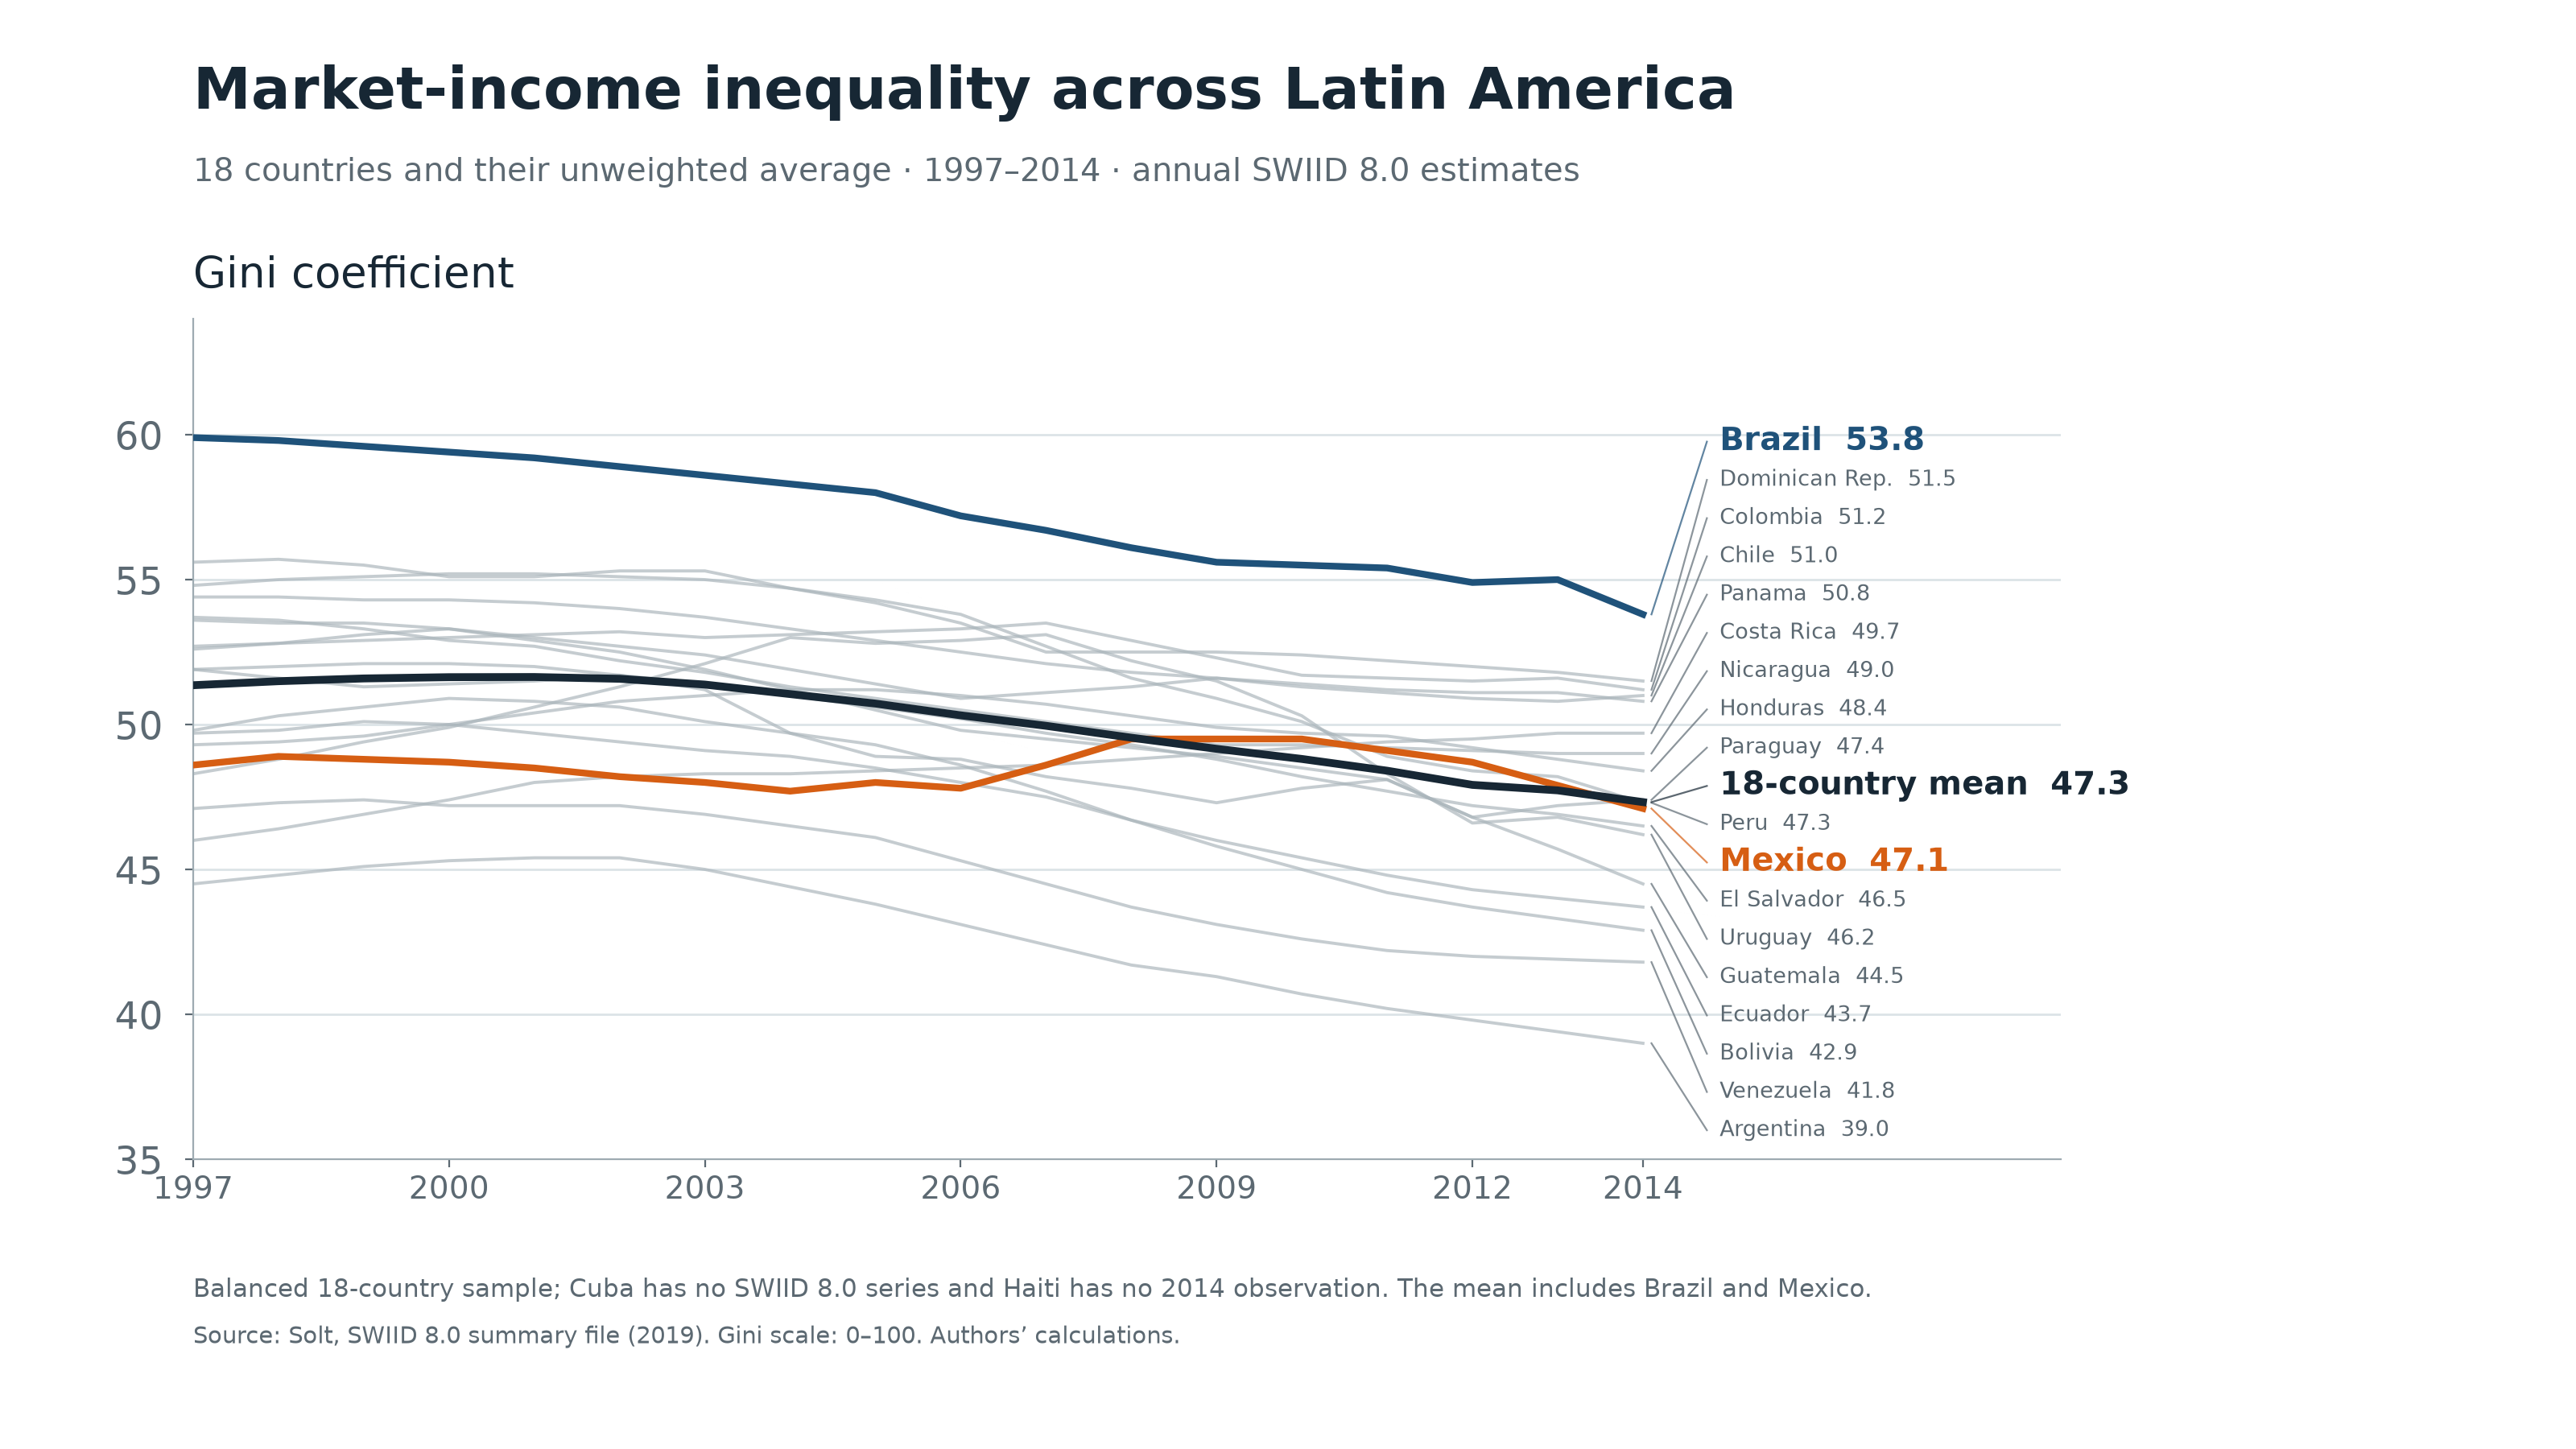 Market-income inequality across Latin America
18 countries and their unweighted average · 1997–2014 · annual SWIID 8.0 estimates
Gini coefficient
60
55
50
45
40
35
1997
2000
2003
2006
2009
2012
2014
Brazil 53.8
Dominican Rep. 51.5
Colombia 51.2
Chile 51.0
Panama 50.8
Costa Rica 49.7
Nicaragua 49.0
Honduras 48.4
Paraguay 47.4
18-country mean 47.3
Peru 47.3
Mexico 47.1
El Salvador 46.5
Uruguay 46.2
Guatemala 44.5
Ecuador 43.7
Bolivia 42.9
Venezuela 41.8
Argentina 39.0
Balanced 18-country sample; Cuba has no SWIID 8.0 series and Haiti has no 2014 observation. The mean includes Brazil and Mexico.
Source: Solt, SWIID 8.0 summary file (2019). Gini scale: 0–100. Authors’ calculations.